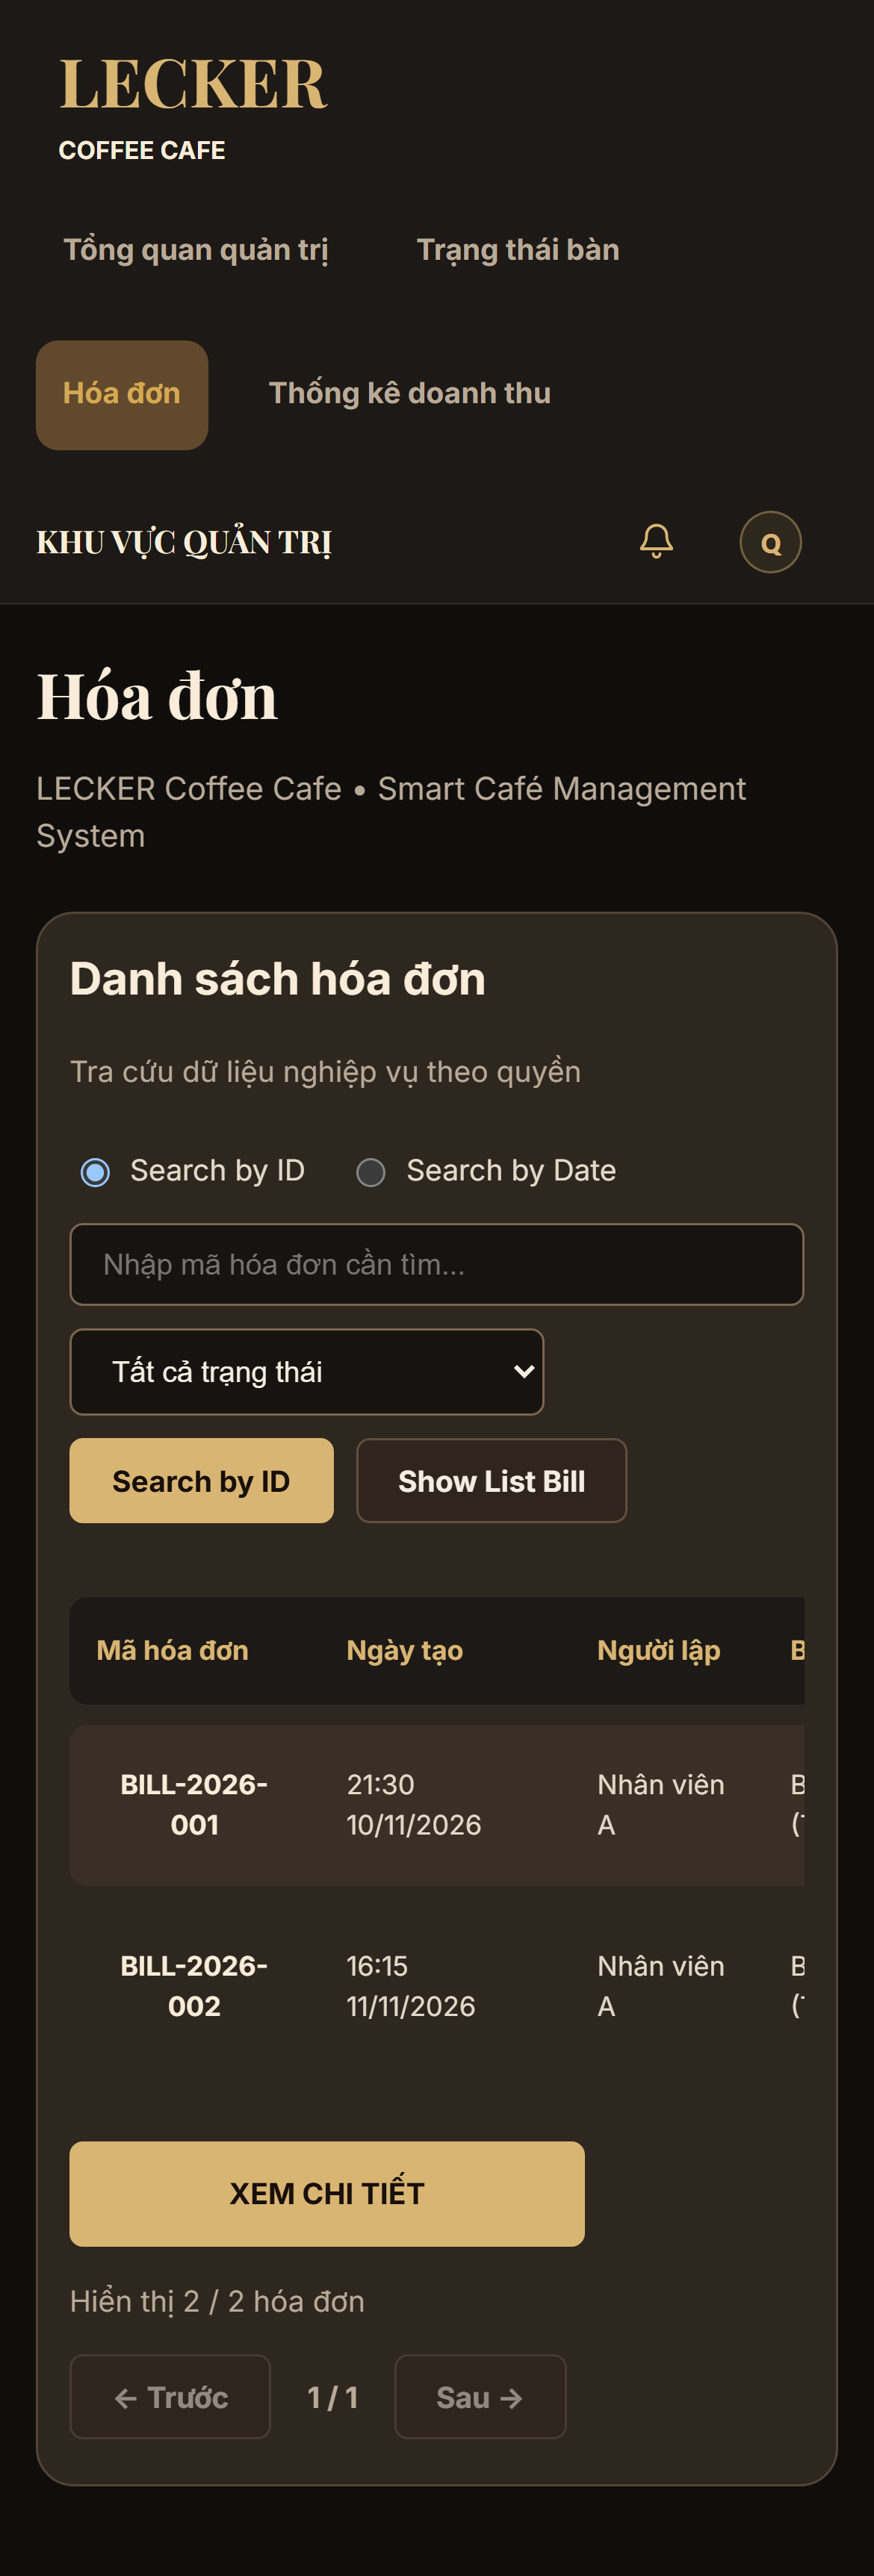 LECKER
COFFEE CAFE
Tổng quan quản trị
Trạng thái bàn
Hóa đơn
Thống kê doanh thu
KHU VỰC QUẢN TRỊ
Q
Hóa đơn
LECKER Coffee Cafe • Smart Café Management
System
Danh sách hóa đơn
Tra cứu dữ liệu nghiệp vụ theo quyền
Search by ID
Search by Date
Nhập mã hóa đơn cần tìm...
Tất cả trạng thái
Search by ID
Show List Bill
Mã hóa đơn
Ngày tạo
Người lập
BILL-2026-
001
21:30
10/11/2026
Nhân viên
A
BILL-2026-
002
16:15
11/11/2026
Nhân viên
A
XEM CHI TIẾT
Hiển thị 2 / 2 hóa đơn
← Trước
1 / 1
Sau →